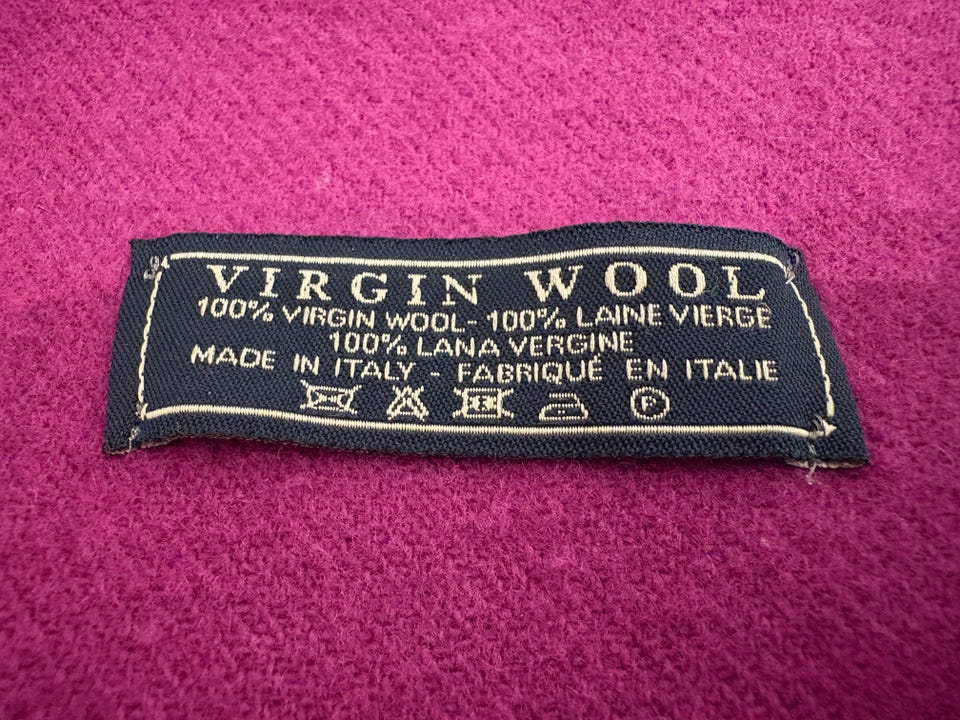 VIRGIN WOOL
100% VIRGIN WOOL - 100% LAINE VIERGE
100% LANA VERGINE
MADE IN ITALY - FABRIQUÉ EN ITALIE
P